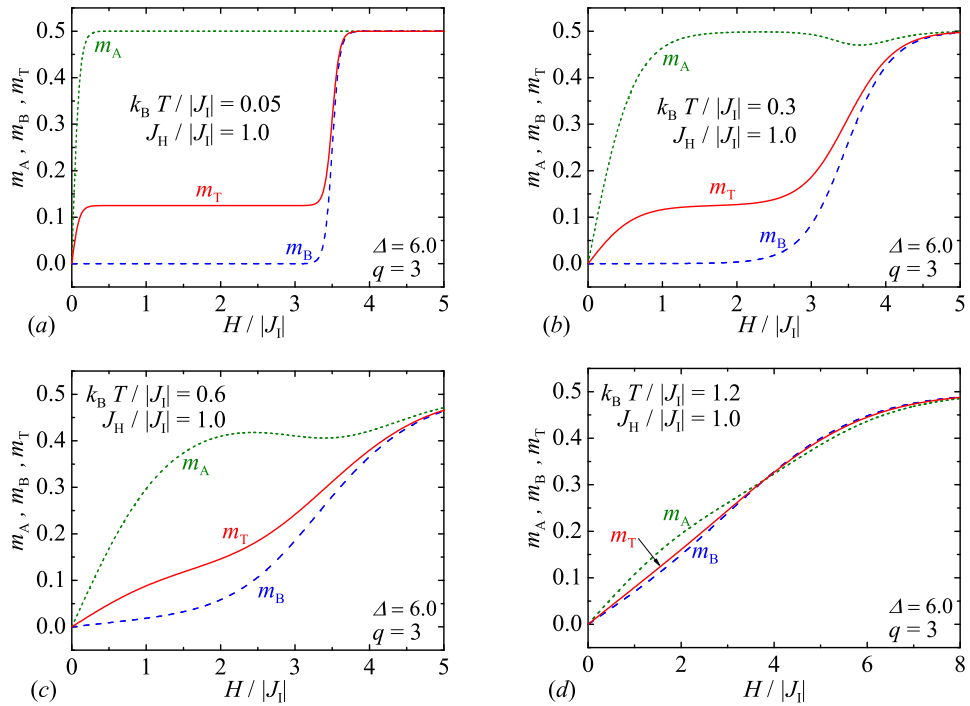 0.5
0.4
0.3
0.2
0.1
0.0
m_A , m_B , m_T
m_A
k_B T / |J_I| = 0.05
J_H / |J_I| = 1.0
m_T
m_B
Δ = 6.0
q = 3
0 1 2 3 4 5
(a) H / |J_I|
0.5
0.4
0.3
0.2
0.1
0.0
m_A , m_B , m_T
m_A
k_B T / |J_I| = 0.3
J_H / |J_I| = 1.0
m_T
m_B
Δ = 6.0
q = 3
0 1 2 3 4 5
(b) H / |J_I|
k_B T / |J_I| = 0.6
J_H / |J_I| = 1.0
0.5
0.4
0.3
0.2
0.1
0.0
m_A , m_B , m_T
m_A
m_T
m_B
Δ = 6.0
q = 3
0 1 2 3 4 5
(c) H / |J_I|
k_B T / |J_I| = 1.2
J_H / |J_I| = 1.0
0.5
0.4
0.3
0.2
0.1
0.0
m_A , m_B , m_T
m_A
m_T
m_B
Δ = 6.0
q = 3
0 2 4 6 8
(d) H / |J_I|